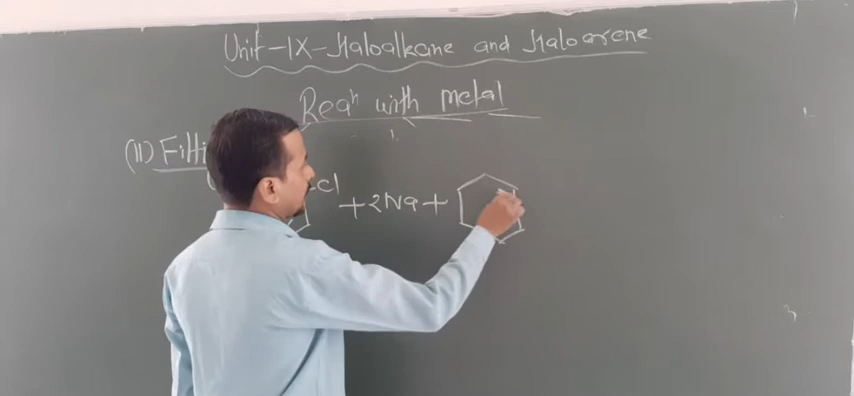 Unit-IX-Haloalkane and Haloarene
Reaⁿ with metal
(II) Fitti
-Cl + 2Na +